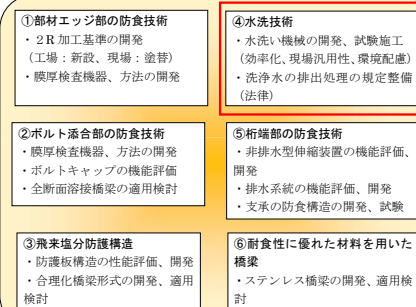 ①部材エッジ部の防食技術
・2R加工基準の開発
（工場：新設、現場：塗替）
・膜厚検査機器、方法の開発
④水洗技術
・水洗い機械の開発、試験施工
（効率化、現場汎用性、環境配慮）
・洗浄水の排出処理の規定整備
（法律）
②ボルト添合部の防食技術
・膜厚検査機器、方法の開発
・ボルトキャップの機能評価
・全断面溶接橋梁の適用検討
⑤桁端部の防食技術
・非排水型伸縮装置の機能評価、
開発
・排水系統の機能評価、開発
・支承の防食構造の開発、試験
③飛来塩分防護構造
・防護板構造の性能評価、開発
・合理化橋梁形式の開発、適用
検討
⑥耐食性に優れた材料を用いた
橋梁
・ステンレス橋梁の開発、適用検
討